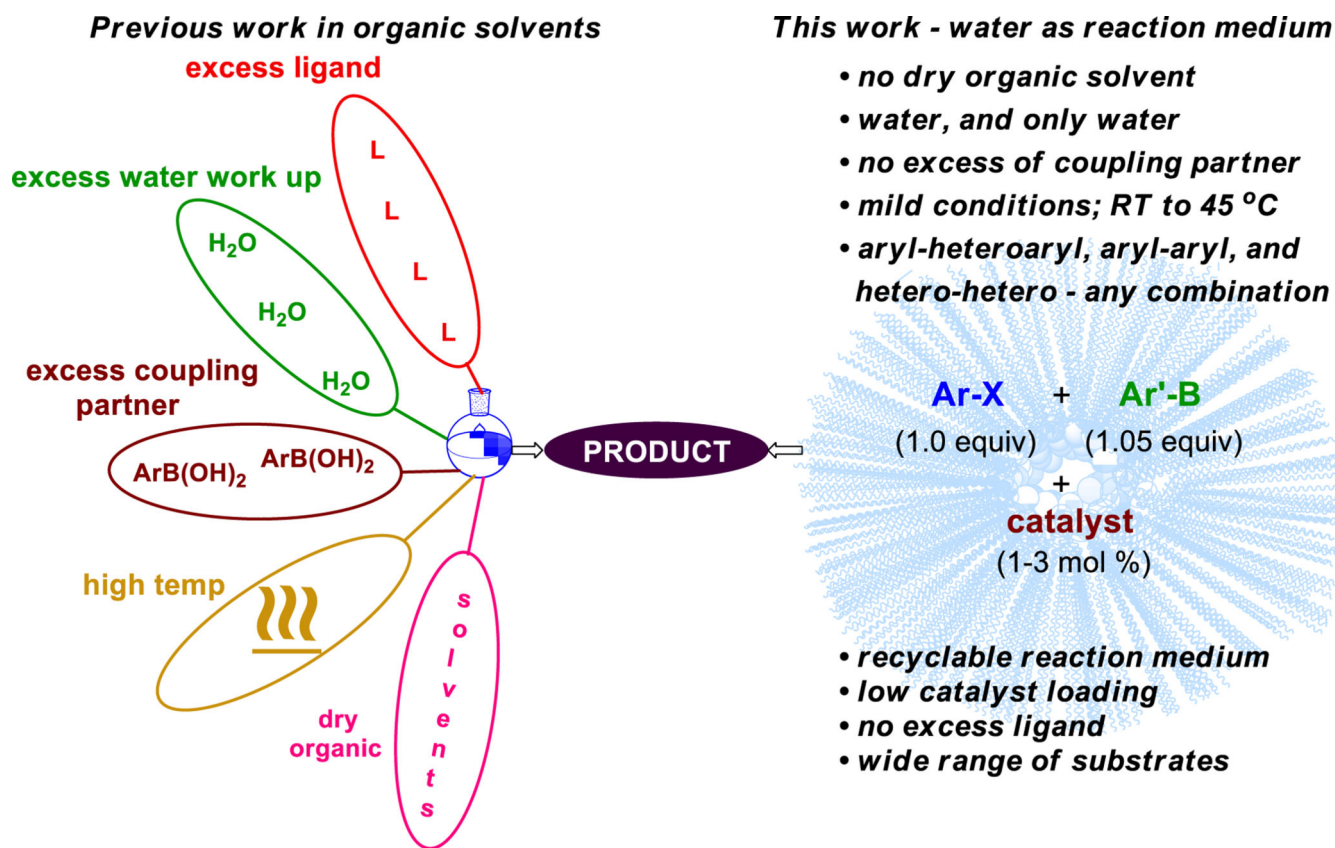 Previous work in organic solvents
excess ligand
L
L
L
L
excess water work up
H₂O
H₂O
H₂O
excess coupling
partner
ArB(OH)₂
ArB(OH)₂
high temp
dry
organic
solvents
PRODUCT
This work - water as reaction medium
• no dry organic solvent
• water, and only water
• no excess of coupling partner
• mild conditions; RT to 45 °C
• aryl-heteroaryl, aryl-aryl, and
hetero-hetero - any combination
Ar-X + Ar'-B
(1.0 equiv) (1.05 equiv)
+
catalyst
(1-3 mol %)
• recyclable reaction medium
• low catalyst loading
• no excess ligand
• wide range of substrates